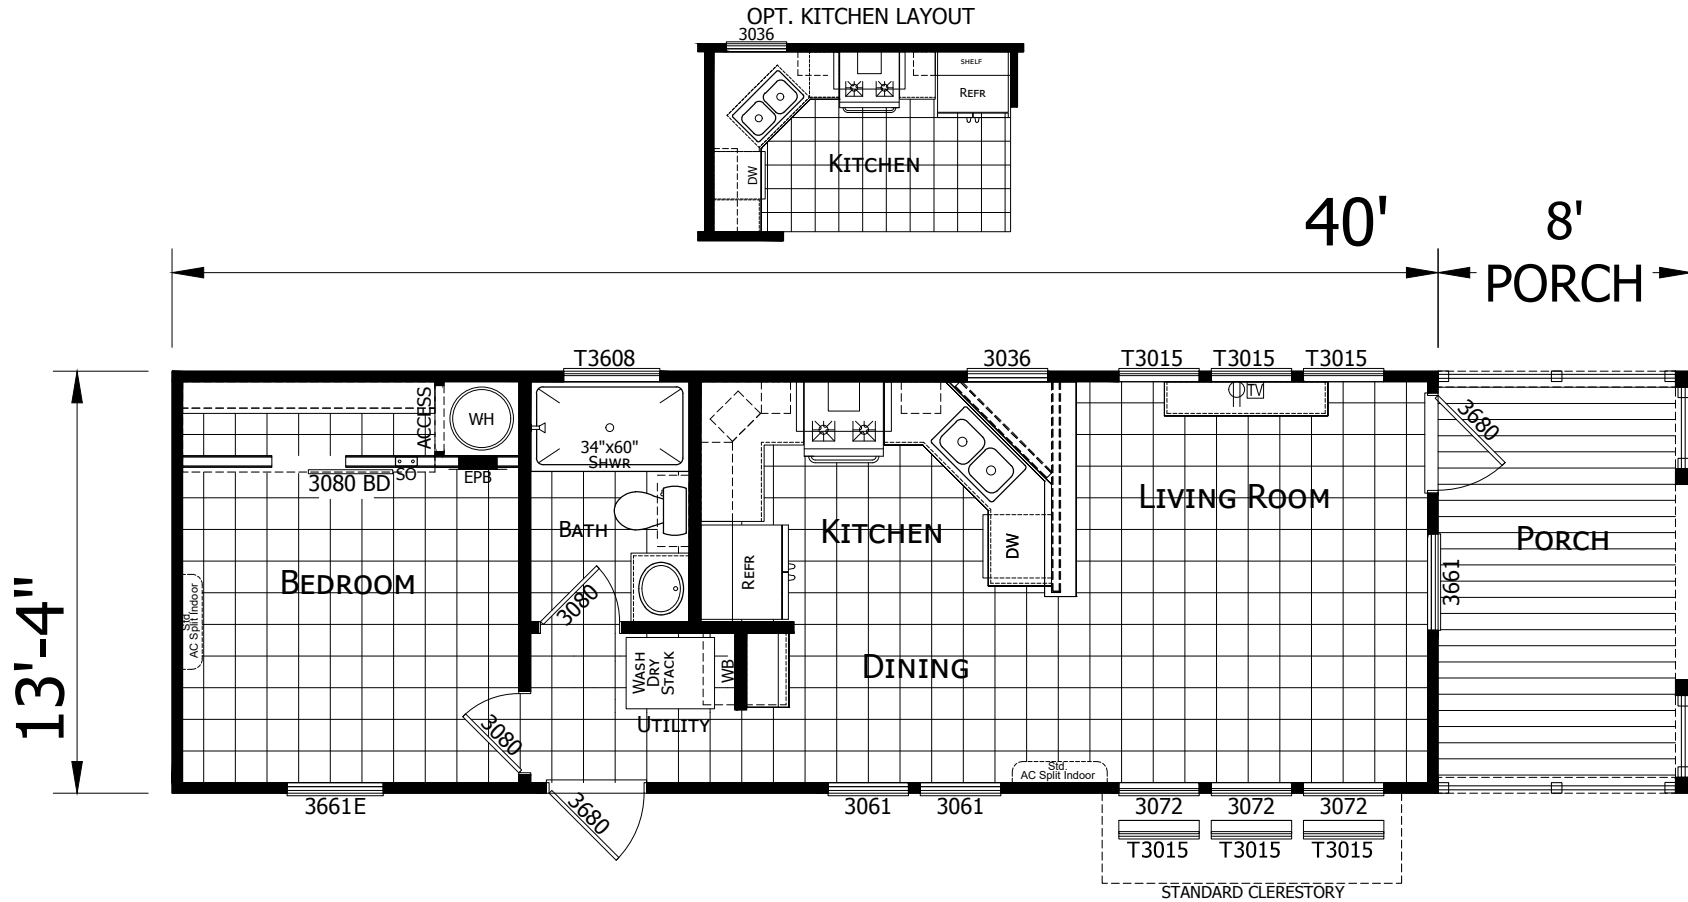 OPT. KITCHEN LAYOUT
3036
SHELF
REFR
KITCHEN
DW
40'
8'
PORCH
T3608
3036
T3015
T3015
T3015
ACCESS
WH
TV
34"x60"
SHWR
3680
SO
EPB
3080 BD
LIVING ROOM
BATH
KITCHEN
DW
PORCH
REFR
BEDROOM
3661
3080
13'-4"
Std.
AC Split Indoor
WASH
DRY
STACK
WB
DINING
UTILITY
3080
Std.
AC Split Indoor
3661E
3680
3061
3061
3072
3072
3072
T3015
T3015
T3015
STANDARD CLERESTORY